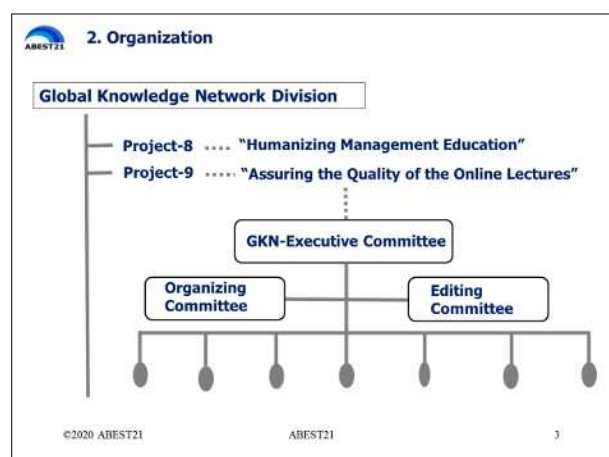 ABEST21
2. Organization
Global Knowledge Network Division
Project-8 ..... “Humanizing Management Education”
Project-9 ..... “Assuring the Quality of the Online Lectures”
GKN-Executive Committee
Organizing
Committee
Editing
Committee
©2020 ABEST21 ABEST21 3